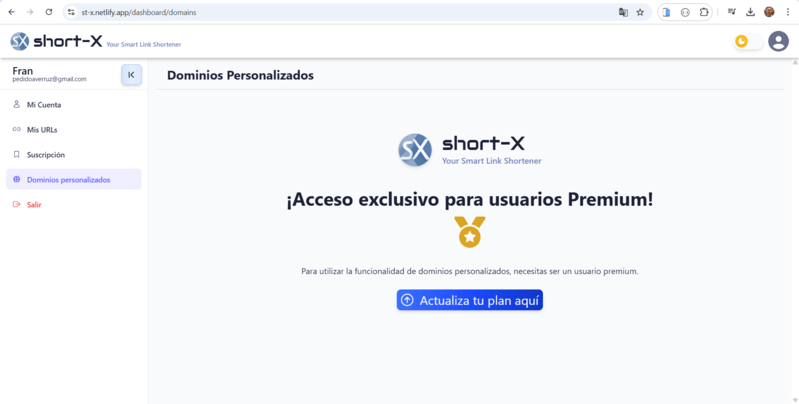 st-x.netlify.app/dashboard/domains
short-X Your Smart Link Shortener
Fran
pedidoaverruz@gmail.com
Mi Cuenta
Mis URLs
Suscripción
Dominios personalizados
Salir
Dominios Personalizados
SX short-X
Your Smart Link Shortener
¡Acceso exclusivo para usuarios Premium!
Para utilizar la funcionalidad de dominios personalizados, necesitas ser un usuario premium.
Actualiza tu plan aquí